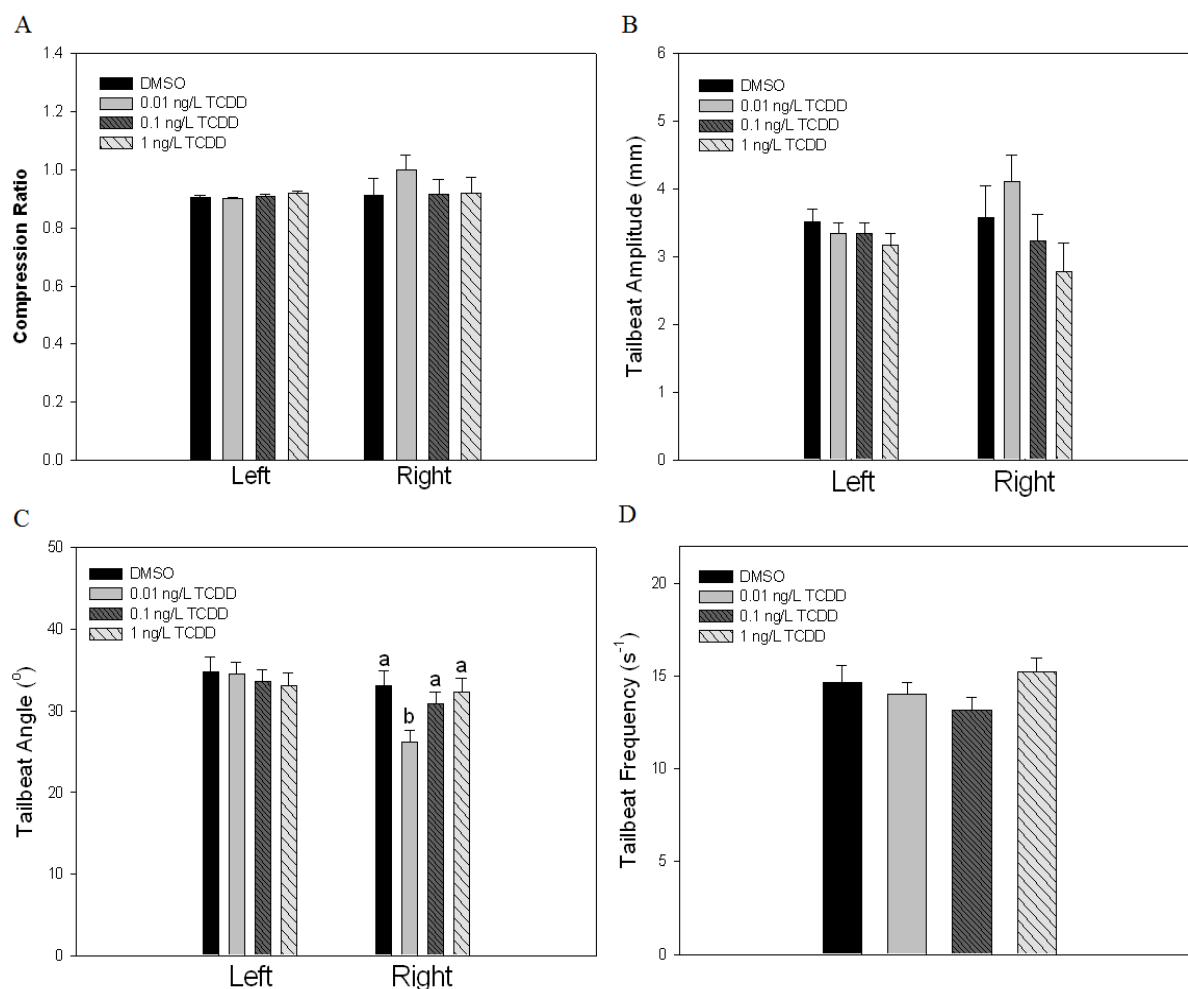 A
1.4
1.2
1.0
0.8
0.6
0.4
0.2
0.0
Compression Ratio
DMSO
0.01 ng/L TCDD
0.1 ng/L TCDD
1 ng/L TCDD
Left Right
B
6
5
4
3
2
1
0
Tailbeat Amplitude (mm)
DMSO
0.01 ng/L TCDD
0.1 ng/L TCDD
1 ng/L TCDD
Left Right
C
50
40
30
20
10
0
Tailbeat Angle (⁰)
DMSO
0.01 ng/L TCDD
0.1 ng/L TCDD
1 ng/L TCDD
a b a a
Left Right
D
20
15
10
5
0
Tailbeat Frequency (s⁻¹)
DMSO
0.01 ng/L TCDD
0.1 ng/L TCDD
1 ng/L TCDD